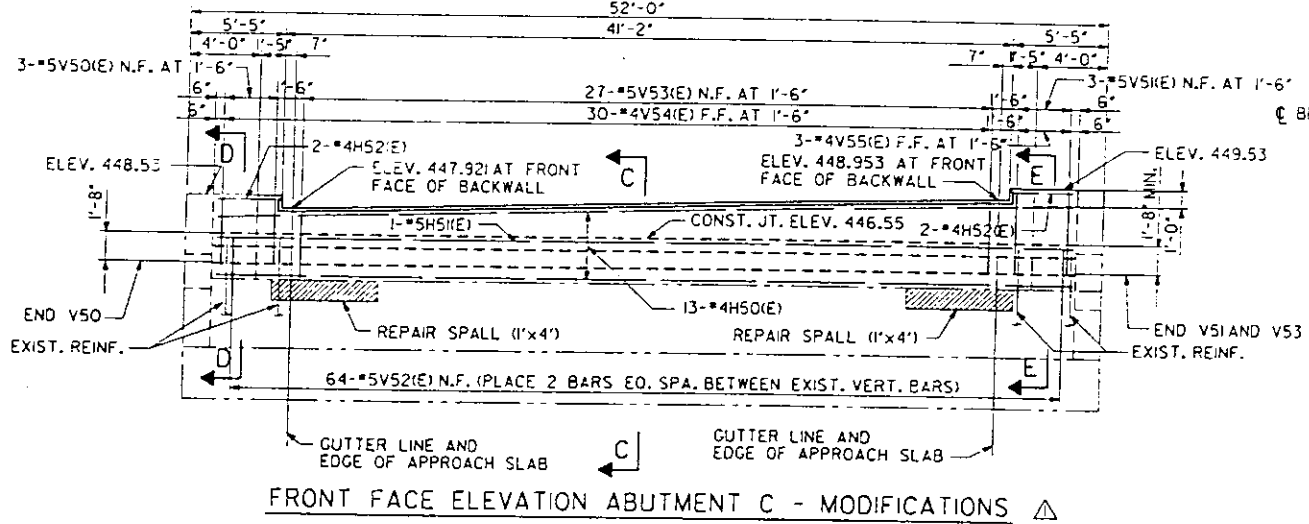 52'-0"
5'-5" 41'-2" 5'-5"
4'-0" 1'-5" 1" 7" 7" 1'-5" 4'-0"
3-#5V50(E) N.F. AT 1'-6" 3-#5V51(E) N.F. AT 1'-6"
6" 1'-6" 27-#5V53(E) N.F. AT 1'-6" 1'-6" 6"
6" 30-#4V54(E) F.F. AT 1'-6" 1'-6" 6"
3-#4V55(E) F.F. AT 1'-6"
D 2-#4H52(E)
ELEV. 448.53
ELEV. 447.921 AT FRONT
FACE OF BACKWALL
C
ELEV. 448.953 AT FRONT
FACE OF BACKWALL
E ELEV. 449.53
1'-8"
1-#5H51(E) CONST. JT. ELEV. 446.55 2-#4H52(E)
1'-8" MIN.
1'-0"
13-#4H50(E)
END V50
REPAIR SPALL (1'x4') REPAIR SPALL (1'x4')
END V51 AND V53
EXIST. REINF. EXIST. REINF.
D E
64-#5V52(E) N.F. (PLACE 2 BARS EQ. SPA. BETWEEN EXIST. VERT. BARS)
GUTTER LINE AND
EDGE OF APPROACH SLAB
C
GUTTER LINE AND
EDGE OF APPROACH SLAB
FRONT FACE ELEVATION ABUTMENT C - MODIFICATIONS